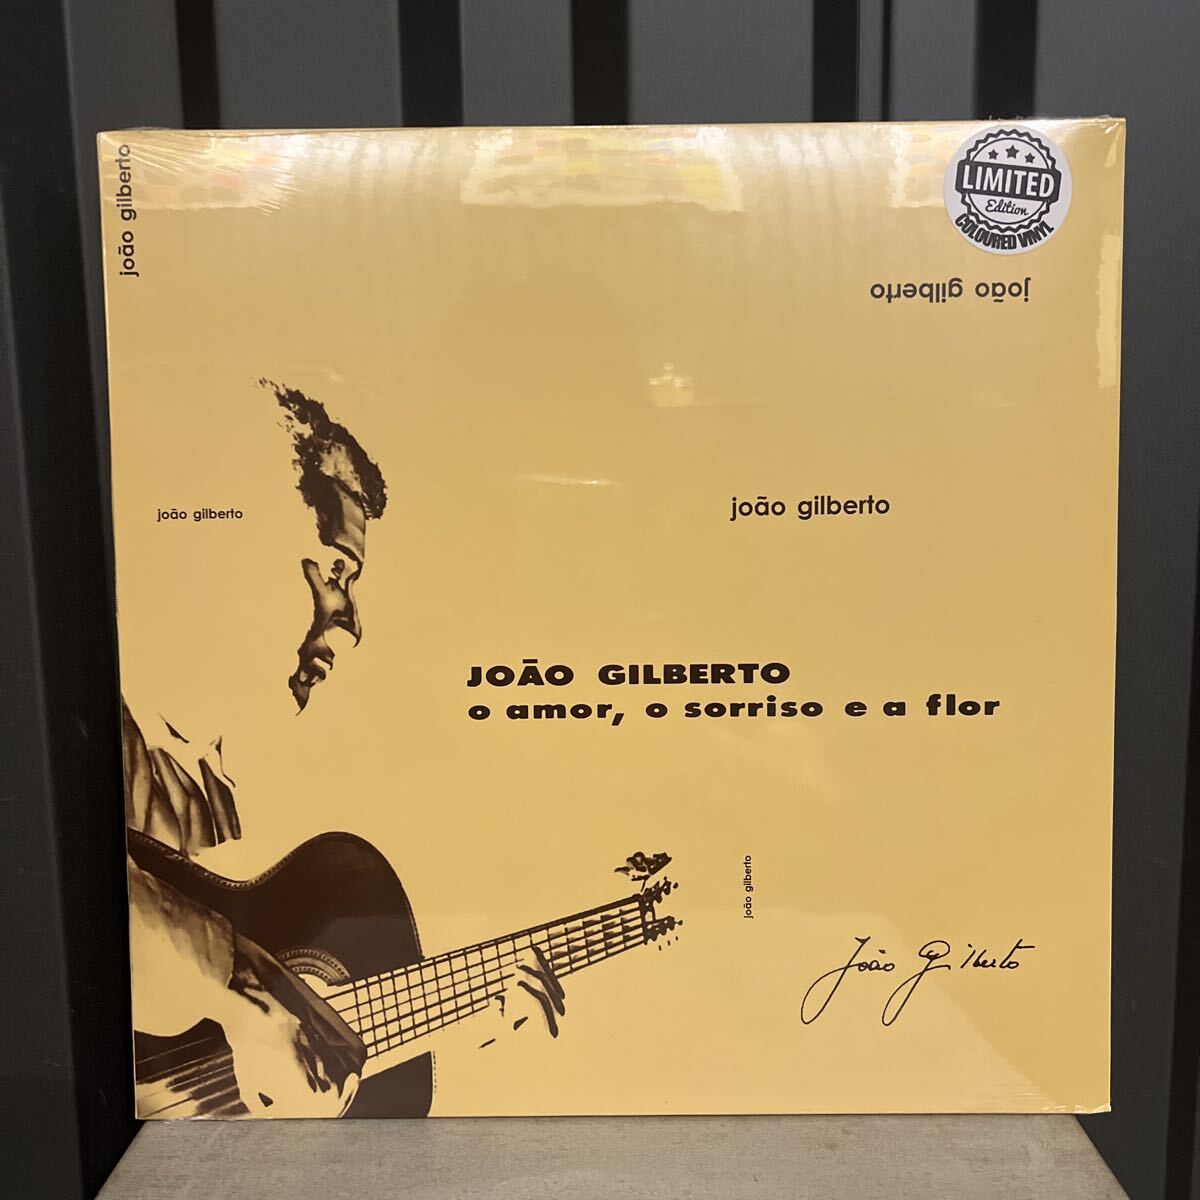 joão gilberto
LIMITED
Edition
COLOURED VINYL
joão gilberto
joão gilberto
joão gilberto
JOÃO GILBERTO
o amor, o sorriso e a flor
joão gilberto
João Gilberto